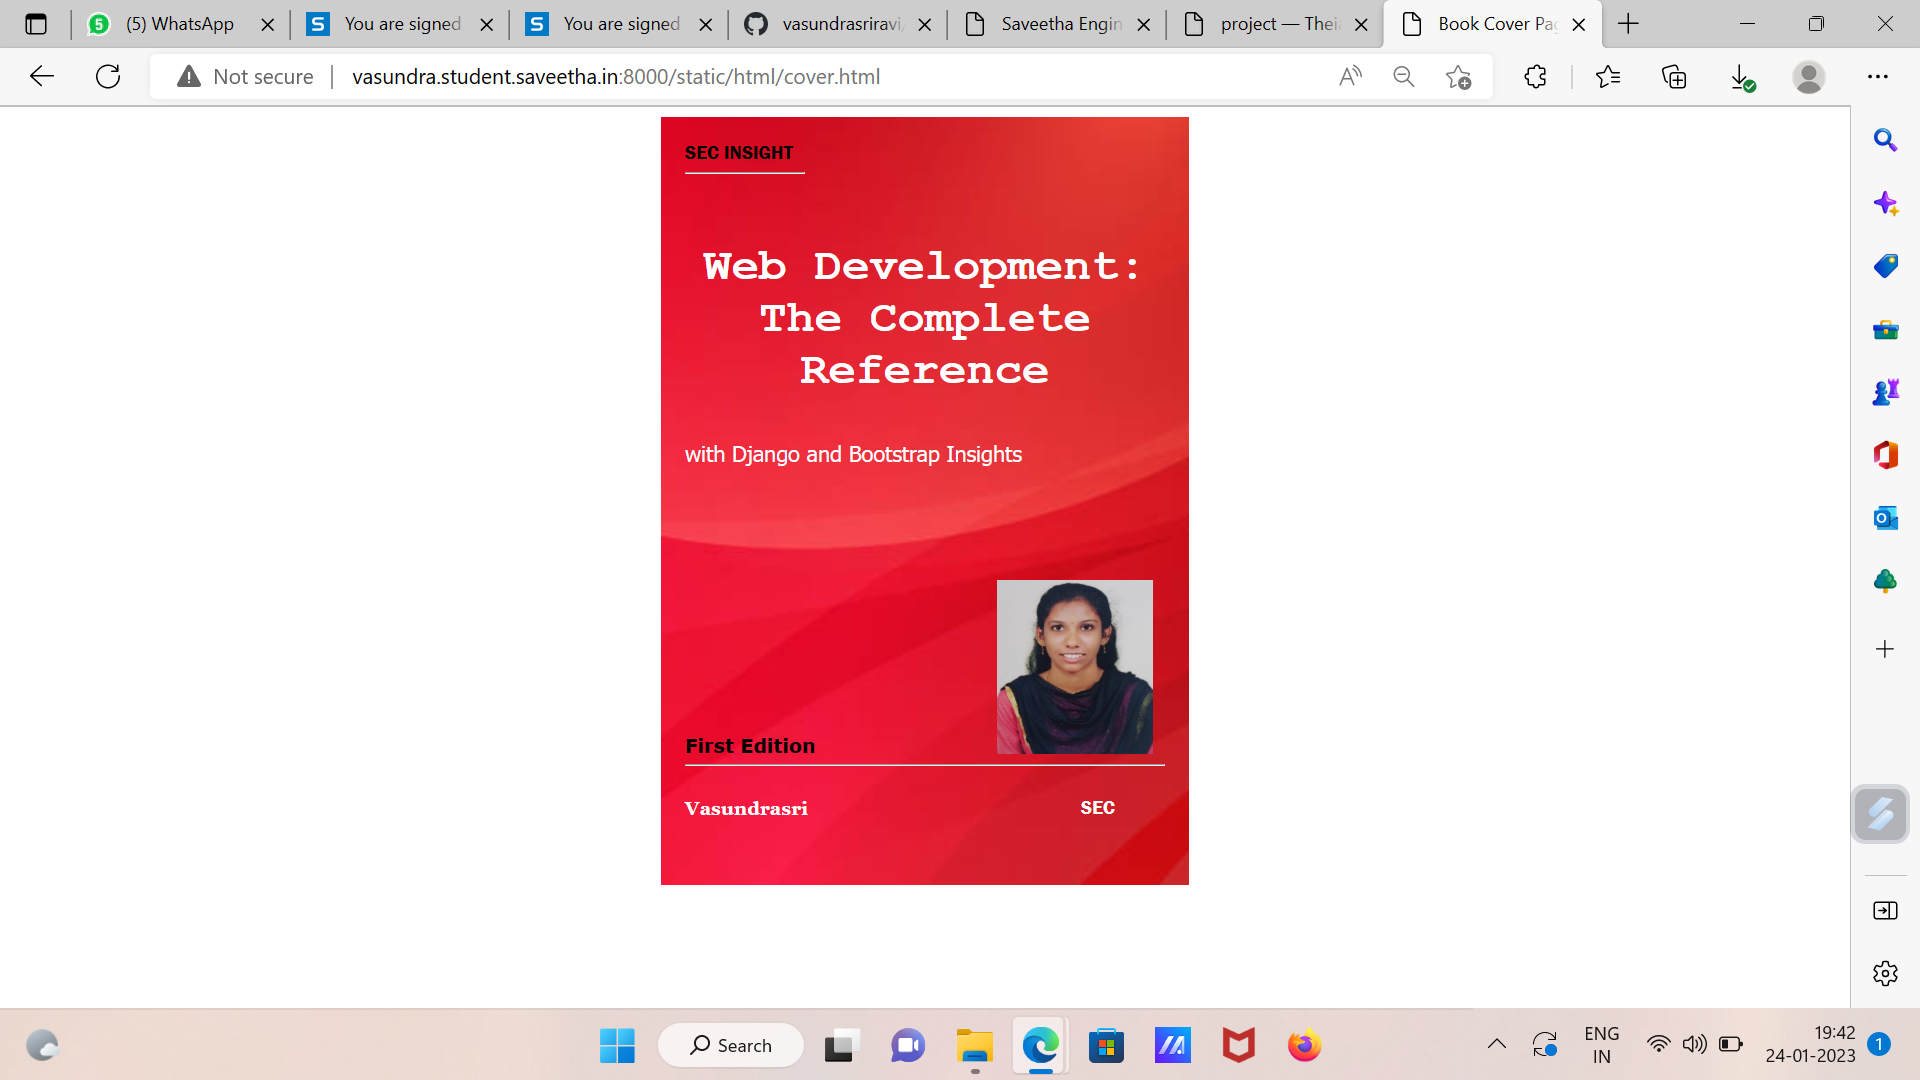 (5) WhatsApp
You are signed
You are signed
vasundrasriravi/
Saveetha Engin
project — Thei
Book Cover Pag
Not secure
vasundra.student.saveetha.in:8000/static/html/cover.html
SEC INSIGHT
Web Development:
The Complete
Reference
with Django and Bootstrap Insights
First Edition
Vasundrasri
SEC
Search
ENG
IN
19:42
24-01-2023
1